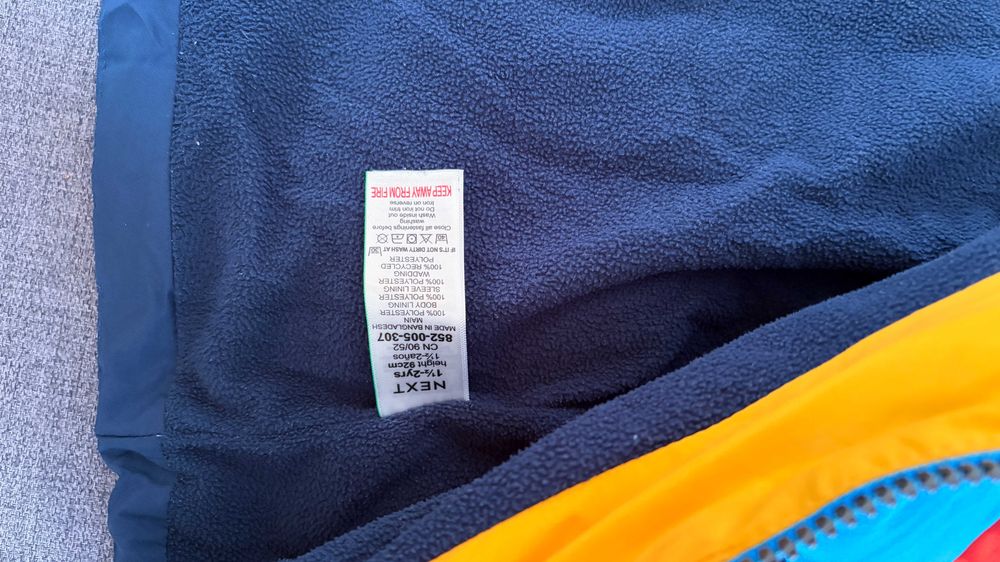 NEXT
1½-2yrs
height 92cm
1½-2años
CN 90/52
852-005-307
MADE IN BANGLADESH
MAIN
100% POLYESTER
BODY LINING
100% POLYESTER
SLEEVE LINING
100% POLYESTER
WADDING
100% RECYCLED
POLYESTER
IF IT'S NOT DIRTY WASH AT 30
40
Close all fastenings before
washing
Wash inside out
Do not iron trim
Iron on reverse
KEEP AWAY FROM FIRE